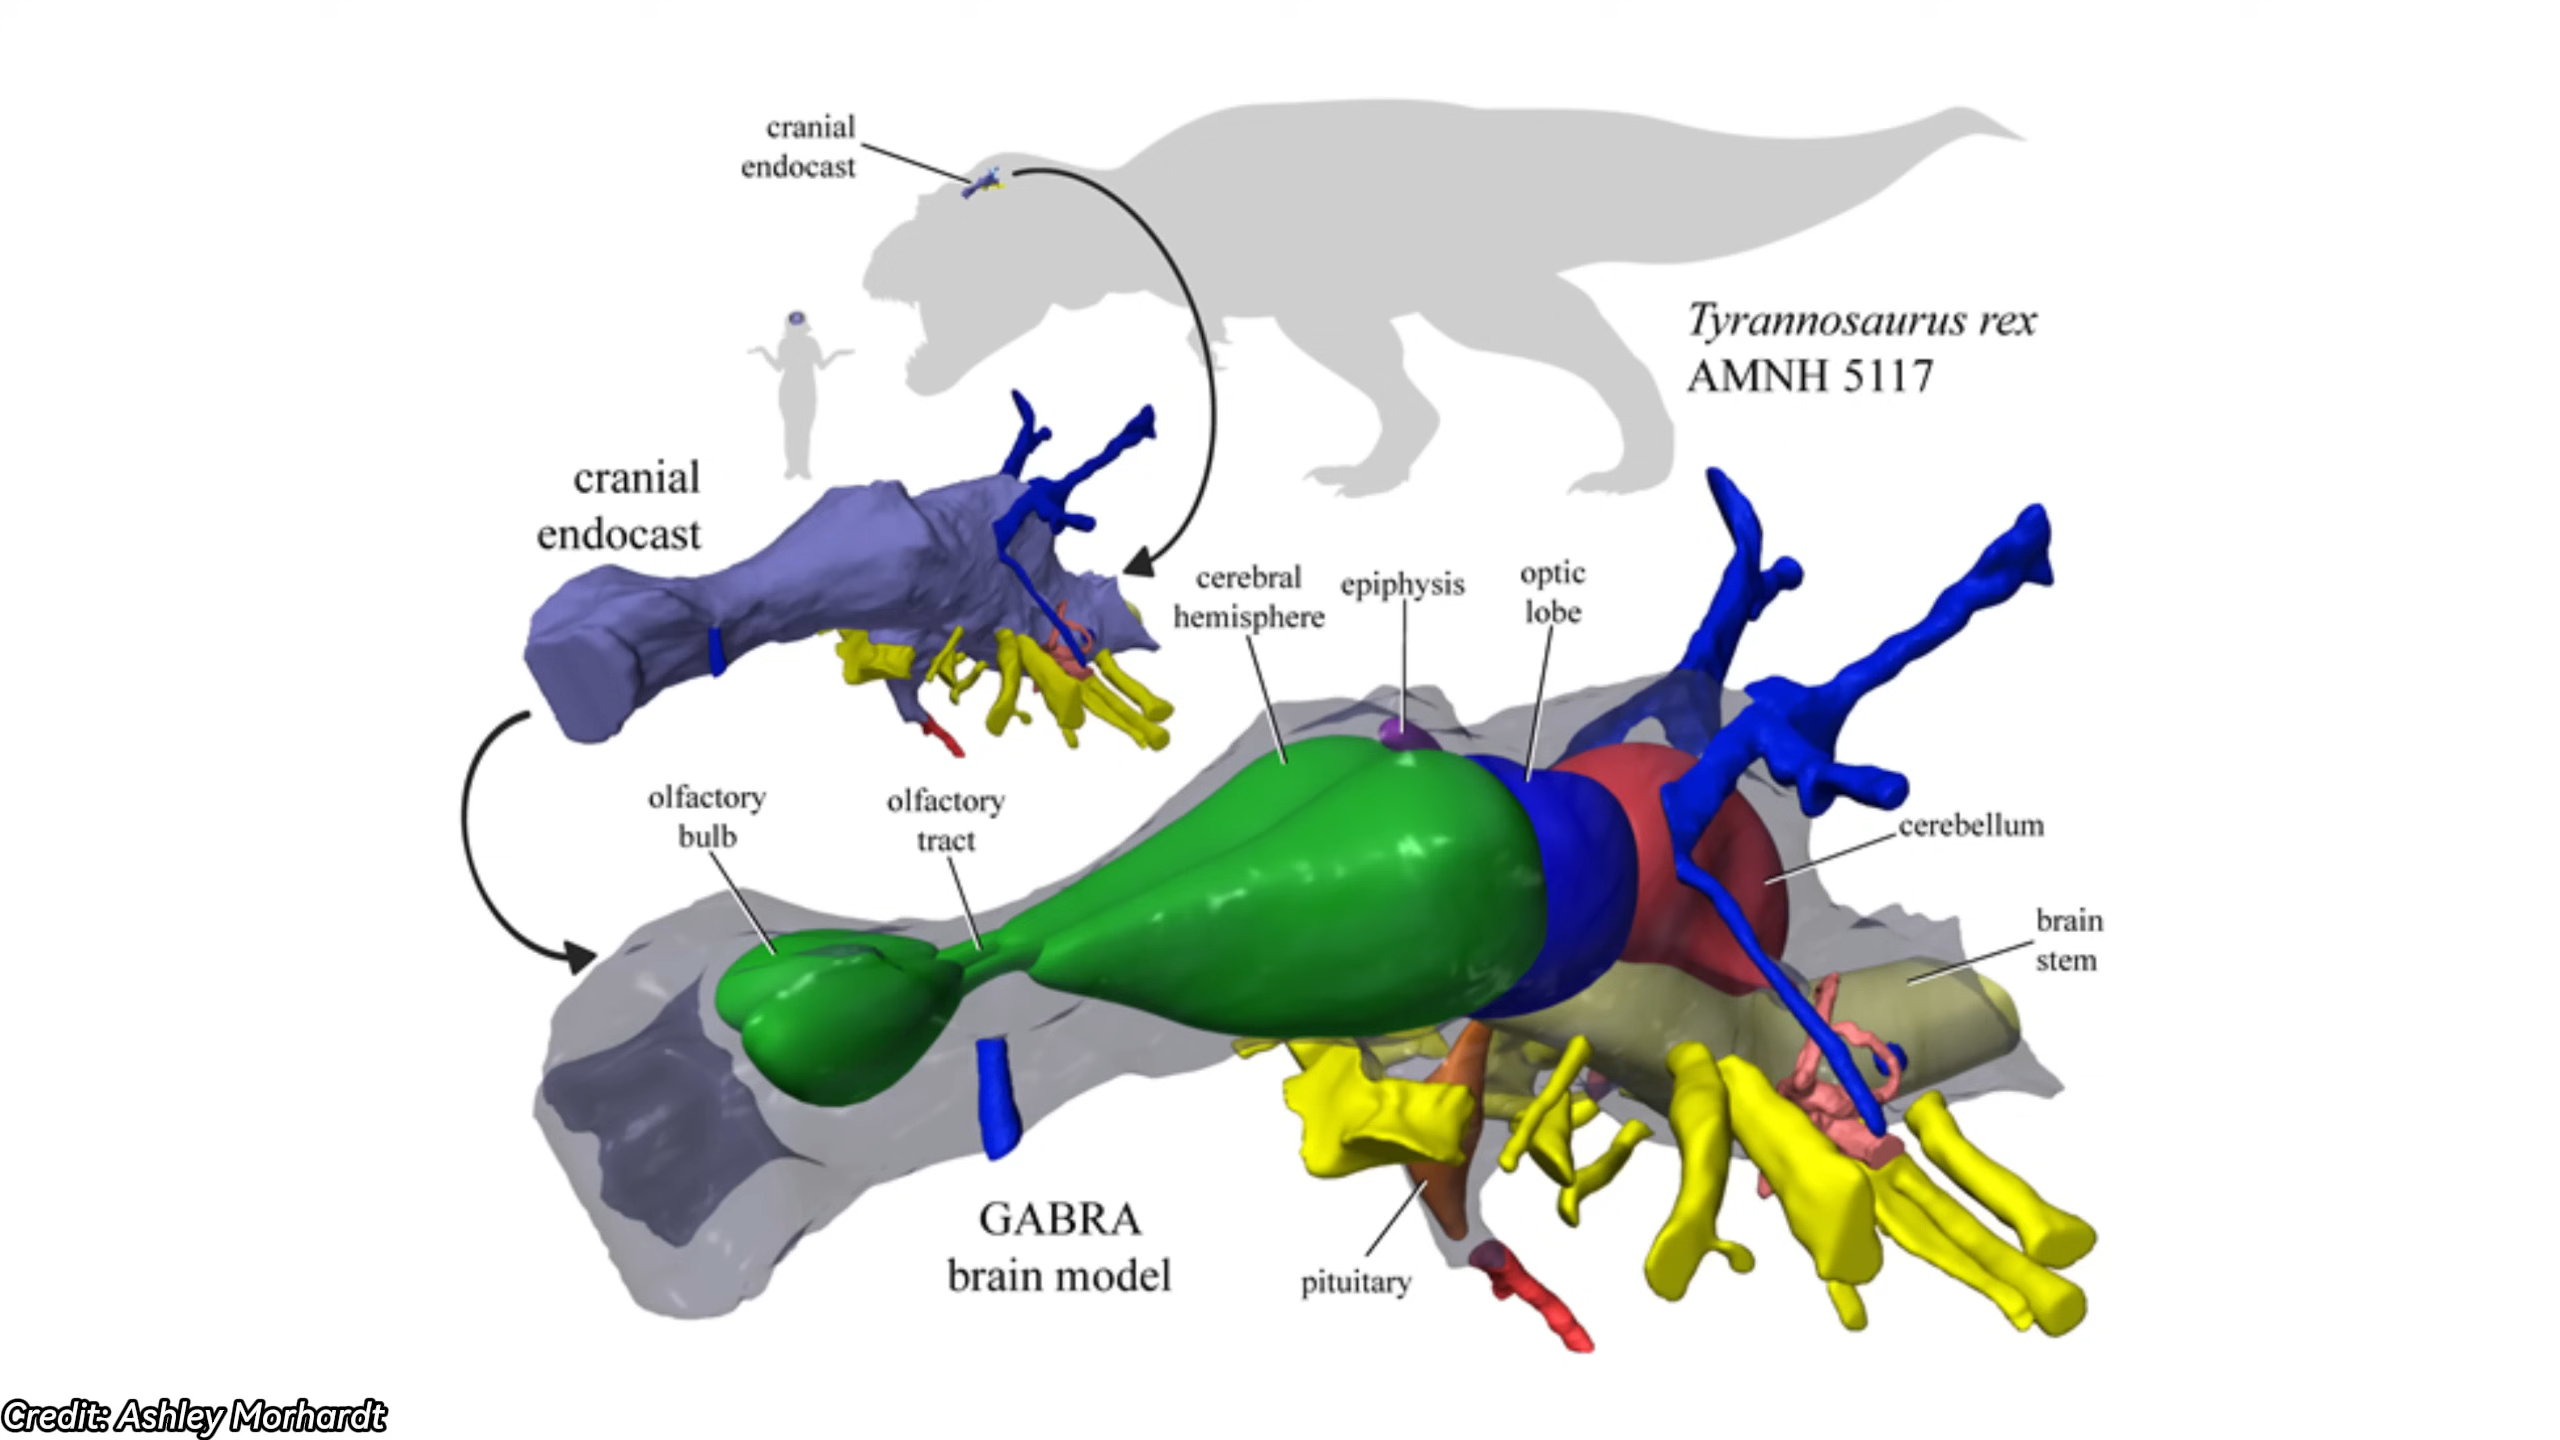 cranial
endocast
Tyrannosaurus rex
AMNH 5117
cranial
endocast
cerebral
hemisphere
epiphysis
optic
lobe
olfactory
bulb
olfactory
tract
cerebellum
brain
stem
GABRA
brain model
pituitary
Credit: Ashley Morhardt